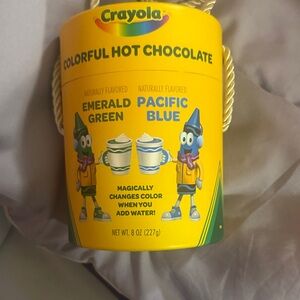 Crayola
COLORFUL HOT CHOCOLATE
NATURALLY FLAVORED NATURALLY FLAVORED
EMERALD PACIFIC
GREEN BLUE
MAGICALLY
CHANGES COLOR
WHEN YOU
ADD WATER!
NET WT. 8 OZ (227g)